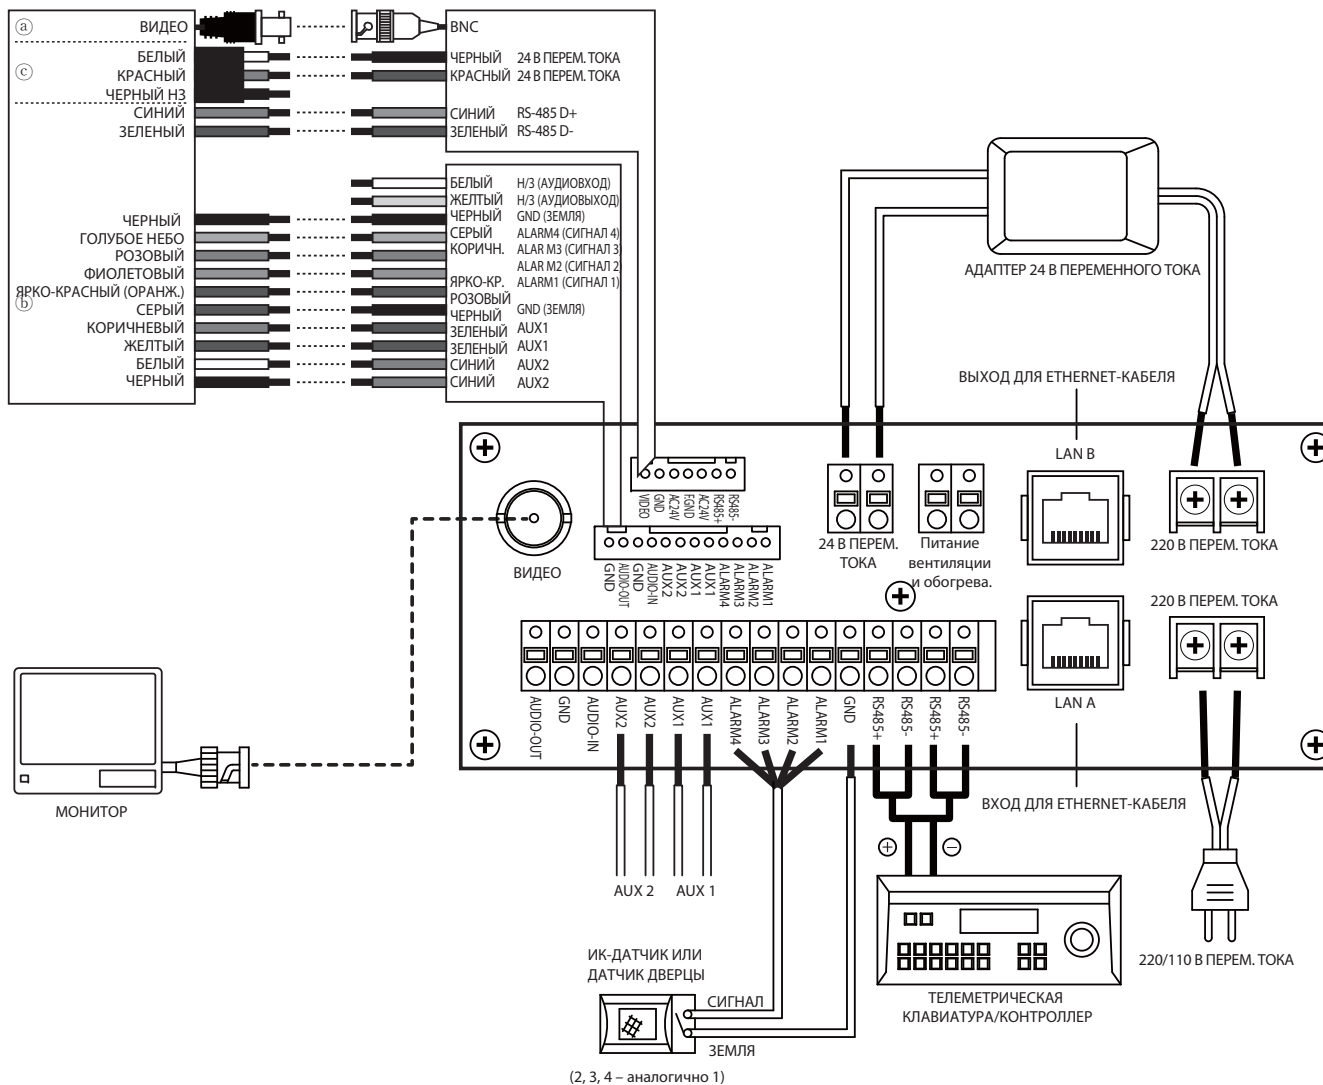 ⓐ
ВИДЕО
BNC
БЕЛЫЙ
ЧЕРНЫЙ 24 В ПЕРЕМ. ТОКА
ⓒ
КРАСНЫЙ
КРАСНЫЙ 24 В ПЕРЕМ. ТОКА
ЧЕРНЫЙ НЗ
СИНИЙ
СИНИЙ RS-485 D+
ЗЕЛЕНЫЙ
ЗЕЛЕНЫЙ RS-485 D-
БЕЛЫЙ Н/З (АУДИОВХОД)
ЖЕЛТЫЙ Н/З (АУДИОВЫХОД)
ЧЕРНЫЙ
ЧЕРНЫЙ GND (ЗЕМЛЯ)
ГОЛУБОЕ НЕБО
СЕРЫЙ ALARM4 (СИГНАЛ 4)
РОЗОВЫЙ
КОРИЧН. ALAR M3 (СИГНАЛ 3)
ФИОЛЕТОВЫЙ
ALAR M2 (СИГНАЛ 2)
ЯРКО-КРАСНЫЙ (ОРАНЖ.)
ЯРКО-КР. ALARM1 (СИГНАЛ 1)
РОЗОВЫЙ
ⓑ
СЕРЫЙ
ЧЕРНЫЙ GND (ЗЕМЛЯ)
КОРИЧНЕВЫЙ
ЗЕЛЕНЫЙ AUX1
ЖЕЛТЫЙ
ЗЕЛЕНЫЙ AUX1
БЕЛЫЙ
СИНИЙ AUX2
ЧЕРНЫЙ
СИНИЙ AUX2
АДАПТЕР 24 В ПЕРЕМЕННОГО ТОКА
ВЫХОД ДЛЯ ETHERNET-КАБЕЛЯ
LAN B
VIDEO
GND
AC24V
F.GND
AC24V
RS485+
RS485-
ВИДЕО
GND
AUDIO-OUT
GND
AUDIO-IN
AUX2
AUX2
AUX1
AUX1
ALARM4
ALARM3
ALARM2
ALARM1
24 В ПЕРЕМ.
ТОКА
Питание
вентиляции
и обогрева.
220 В ПЕРЕМ. ТОКА
220 В ПЕРЕМ. ТОКА
LAN A
AUDIO-OUT
GND
AUDIO-IN
AUX2
AUX2
AUX1
AUX1
ALARM4
ALARM3
ALARM2
ALARM1
GND
RS485+
RS485-
RS485+
RS485-
ВХОД ДЛЯ ETHERNET-КАБЕЛЯ
МОНИТОР
+
−
AUX 2
AUX 1
ИК-ДАТЧИК ИЛИ
ДАТЧИК ДВЕРЦЫ
СИГНАЛ
ЗЕМЛЯ
(2, 3, 4 – аналогично 1)
ТЕЛЕМЕТРИЧЕСКАЯ
КЛАВИАТУРА/КОНТРОЛЛЕР
220/110 В ПЕРЕМ. ТОКА